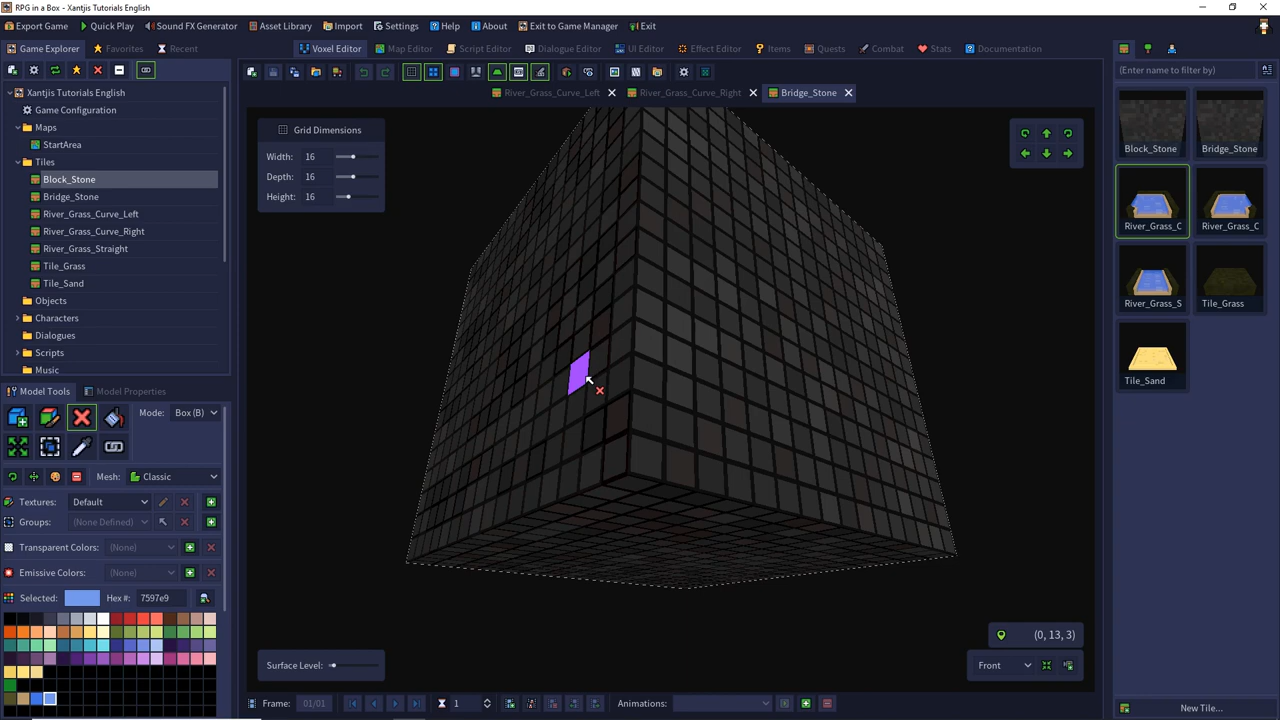 RPG in a Box - Xantjis Tutorials English
Export Game Quick Play Sound FX Generator Asset Library Import Settings Help About Exit to Game Manager Exit
Game Explorer Favorites Recent Voxel Editor Map Editor Script Editor Dialogue Editor UI Editor Effect Editor Items Quests Combat Stats Documentation
(Enter name to filter by)
Xantjis Tutorials English
Game Configuration
Maps
StartArea
Tiles
Block_Stone
Bridge_Stone
River_Grass_Curve_Left
River_Grass_Curve_Right
River_Grass_Straight
Tile_Grass
Tile_Sand
Objects
Characters
Dialogues
Scripts
Music
River_Grass_Curve_Left River_Grass_Curve_Right Bridge_Stone
Grid Dimensions
Width: 16
Depth: 16
Height: 16
Surface Level:
(0, 13, 3)
Front
Frame: 01/01 1 Animations:
Model Tools Model Properties
Mode: Box (B)
Mesh: Classic
Textures: Default
Groups: (None Defined)
Transparent Colors: (None)
Emissive Colors: (None)
Selected: Hex #: 7597e9
Block_Stone Bridge_Stone
River_Grass_C River_Grass_C
River_Grass_S Tile_Grass
Tile_Sand
New Tile...